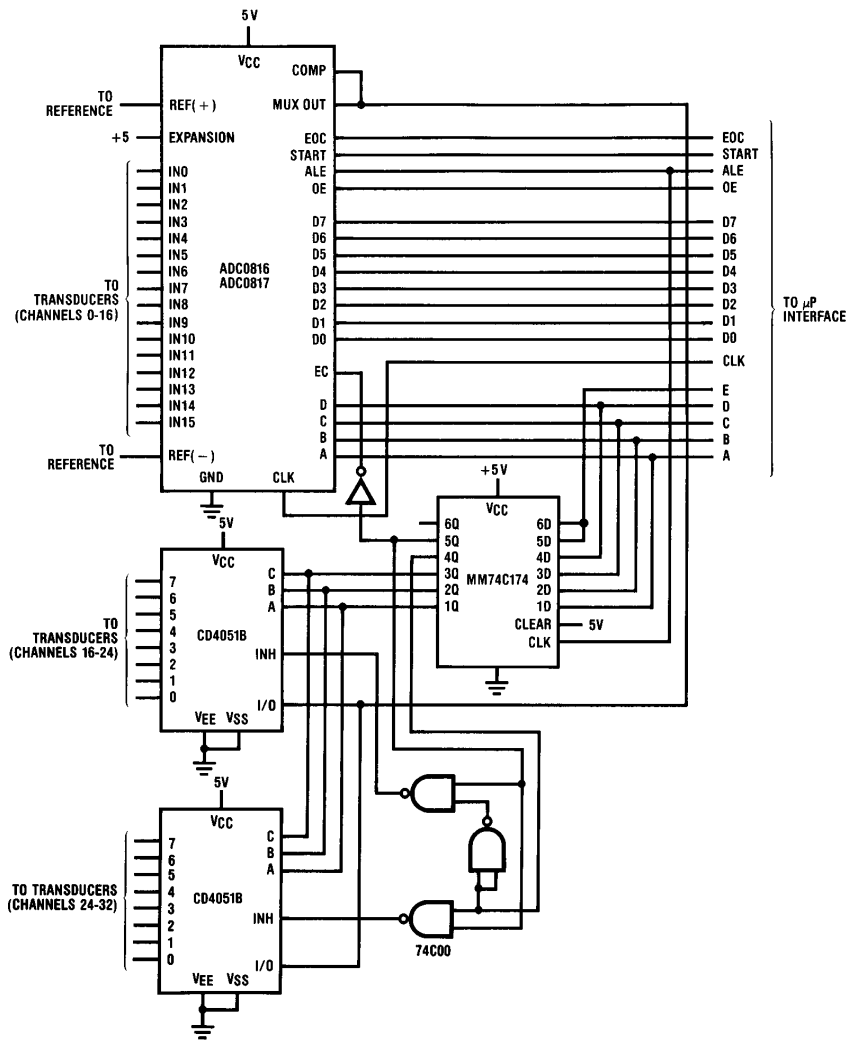 5V
VCC
COMP
TO
REFERENCE
REF(+)
MUX OUT
+5
EXPANSION
EOC
EOC
START
START
IN0
ALE
ALE
IN1
OE
OE
IN2
IN3
D7
D7
IN4
D6
D6
IN5
D5
D5
IN6
D4
D4
IN7
D3
D3
IN8
D2
D2
IN9
D1
D1
IN10
D0
D0
IN11
CLK
IN12
EC
IN13
E
IN14
D
D
IN15
C
C
B
B
A
A
ADC0816
ADC0817
TO
TRANSDUCERS
(CHANNELS 0-16)
TO μP
INTERFACE
TO
REFERENCE
REF(−)
GND
CLK
+5V
VCC
6Q
6D
5Q
5D
4Q
4D
3Q
3D
2Q
2D
1Q
1D
MM74C174
CLEAR
5V
CLK
5V
VCC
7
6
5
4
3
2
1
0
C
B
A
CD4051B
INH
I/O
VEE
VSS
TO
TRANSDUCERS
(CHANNELS 16-24)
5V
VCC
7
6
5
4
3
2
1
0
C
B
A
CD4051B
INH
I/O
VEE
VSS
TO TRANSDUCERS
(CHANNELS 24-32)
74C00